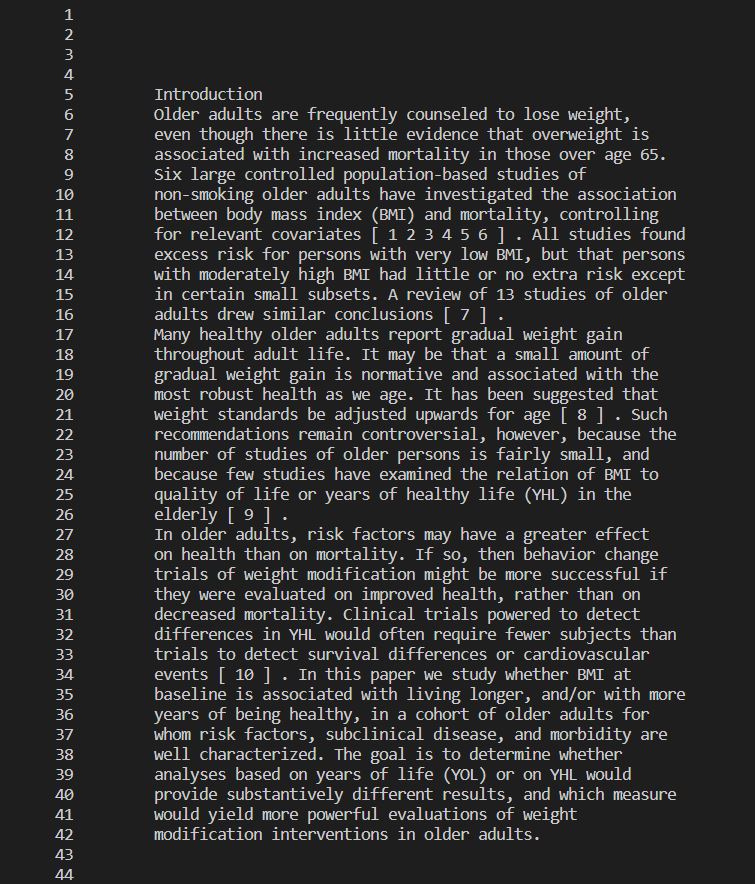 1
2
3
4
5 Introduction
6 Older adults are frequently counseled to lose weight,
7 even though there is little evidence that overweight is
8 associated with increased mortality in those over age 65.
9 Six large controlled population-based studies of
10 non-smoking older adults have investigated the association
11 between body mass index (BMI) and mortality, controlling
12 for relevant covariates [ 1 2 3 4 5 6 ] . All studies found
13 excess risk for persons with very low BMI, but that persons
14 with moderately high BMI had little or no extra risk except
15 in certain small subsets. A review of 13 studies of older
16 adults drew similar conclusions [ 7 ] .
17 Many healthy older adults report gradual weight gain
18 throughout adult life. It may be that a small amount of
19 gradual weight gain is normative and associated with the
20 most robust health as we age. It has been suggested that
21 weight standards be adjusted upwards for age [ 8 ] . Such
22 recommendations remain controversial, however, because the
23 number of studies of older persons is fairly small, and
24 because few studies have examined the relation of BMI to
25 quality of life or years of healthy life (YHL) in the
26 elderly [ 9 ] .
27 In older adults, risk factors may have a greater effect
28 on health than on mortality. If so, then behavior change
29 trials of weight modification might be more successful if
30 they were evaluated on improved health, rather than on
31 decreased mortality. Clinical trials powered to detect
32 differences in YHL would often require fewer subjects than
33 trials to detect survival differences or cardiovascular
34 events [ 10 ] . In this paper we study whether BMI at
35 baseline is associated with living longer, and/or with more
36 years of being healthy, in a cohort of older adults for
37 whom risk factors, subclinical disease, and morbidity are
38 well characterized. The goal is to determine whether
39 analyses based on years of life (YOL) or on YHL would
40 provide substantively different results, and which measure
41 would yield more powerful evaluations of weight
42 modification interventions in older adults.
43
44